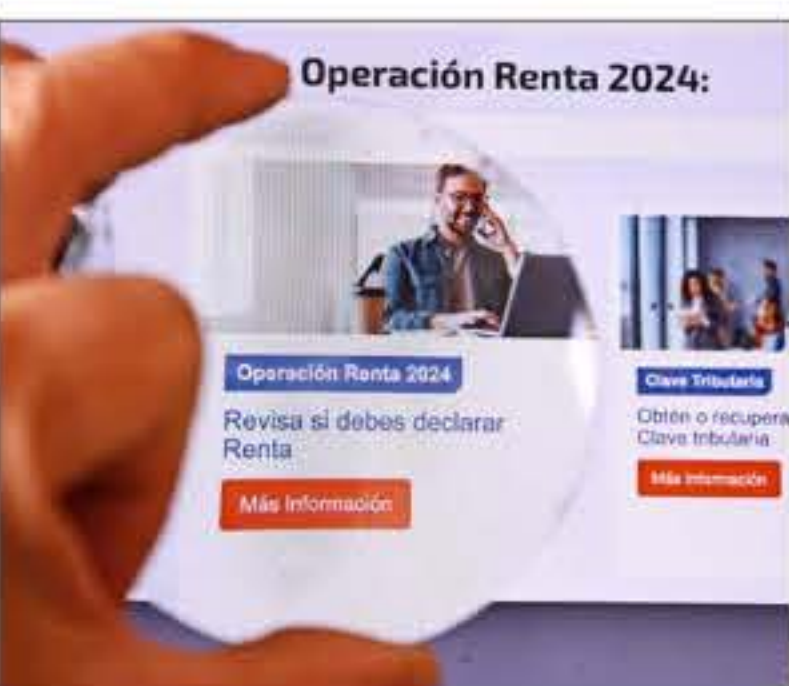 Operación Renta 2024:
Operación Renta 2024
Revisa si debes declarar
Renta
Más Información
Clave Tributaria
Obtén o recupera
Clave tributaria
Más Información